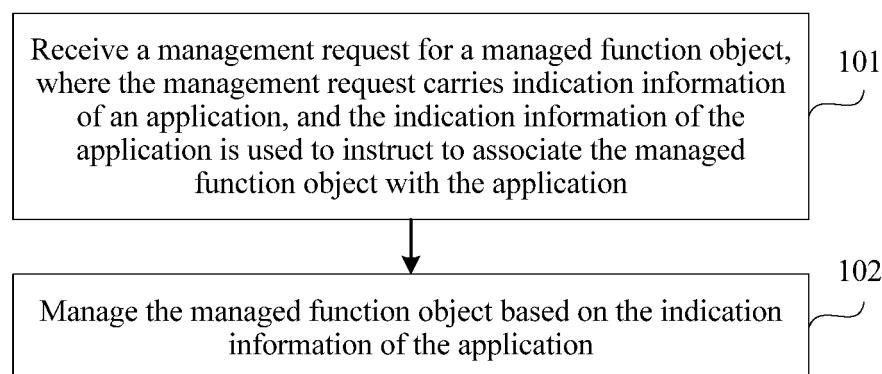 Receive a management request for a managed function object,
where the management request carries indication information
of an application, and the indication information of the
application is used to instruct to associate the managed
function object with the application
101
Manage the managed function object based on the indication
information of the application
102